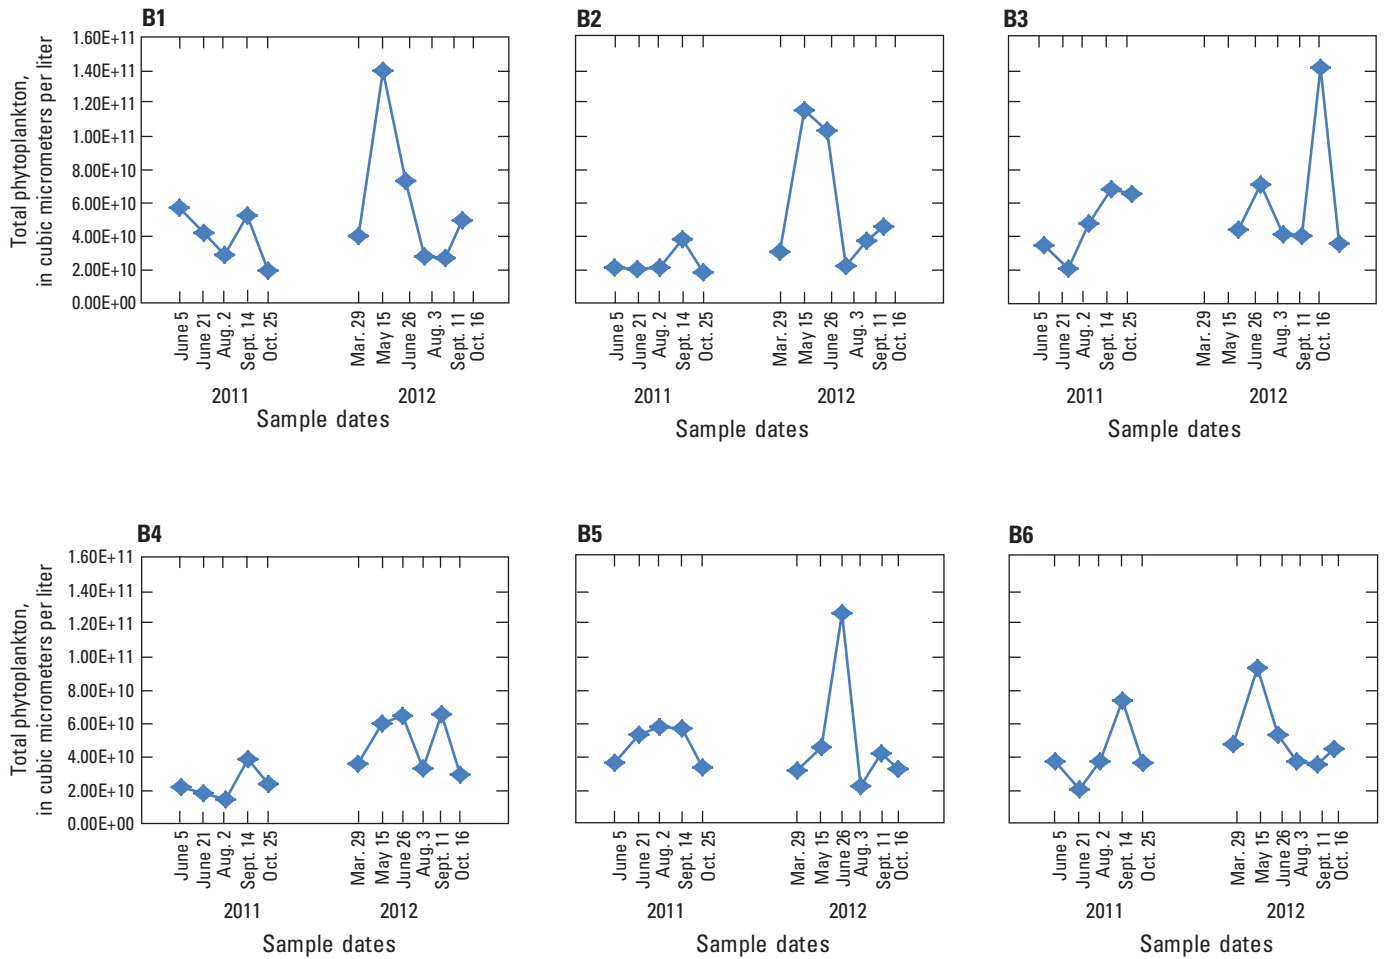 B1
B2
B3
Total phytoplankton,
in cubic micrometers per liter
1.60E+11
1.40E+11
1.20E+11
1.00E+11
8.00E+10
6.00E+10
4.00E+10
2.00E+10
0.00E+00
June 5
June 21
Aug. 2
Sept. 14
Oct. 25
Mar. 29
May 15
June 26
Aug. 3
Sept. 11
Oct. 16
2011
2012
Sample dates
June 5
June 21
Aug. 2
Sept. 14
Oct. 25
Mar. 29
May 15
June 26
Aug. 3
Sept. 11
Oct. 16
2011
2012
Sample dates
June 5
June 21
Aug. 2
Sept. 14
Oct. 25
Mar. 29
May 15
June 26
Aug. 3
Sept. 11
Oct. 16
2011
2012
Sample dates
B4
B5
B6
Total phytoplankton,
in cubic micrometers per liter
1.60E+11
1.40E+11
1.20E+11
1.00E+11
8.00E+10
6.00E+10
4.00E+10
2.00E+10
0.00E+00
June 5
June 21
Aug. 2
Sept. 14
Oct. 25
Mar. 29
May 15
June 26
Aug. 3
Sept. 11
Oct. 16
2011
2012
Sample dates
June 5
June 21
Aug. 2
Sept. 14
Oct. 25
Mar. 29
May 15
June 26
Aug. 3
Sept. 11
Oct. 16
2011
2012
Sample dates
June 5
June 21
Aug. 2
Sept. 14
Oct. 25
Mar. 29
May 15
June 26
Aug. 3
Sept. 11
Oct. 16
2011
2012
Sample dates